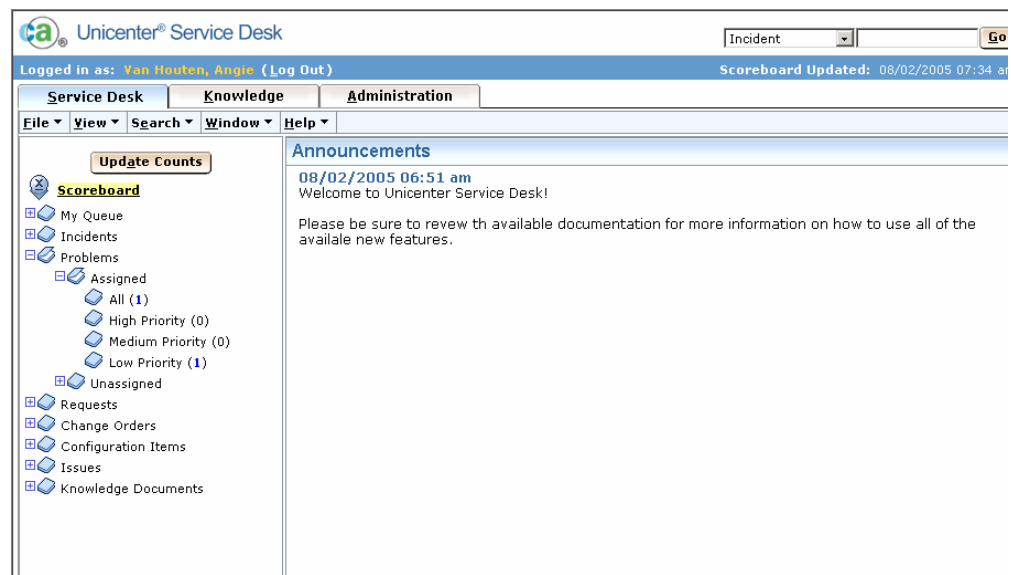 ca® Unicenter® Service Desk
Incident Go
Logged in as: Van Houten, Angie (Log Out) Scoreboard Updated: 08/02/2005 07:34 am
Service Desk Knowledge Administration
File View Search Window Help
Update Counts
Announcements
08/02/2005 06:51 am
Welcome to Unicenter Service Desk!
Please be sure to revew th available documentation for more information on how to use all of the
availale new features.
Scoreboard
My Queue
Incidents
Problems
Assigned
All (1)
High Priority (0)
Medium Priority (0)
Low Priority (1)
Unassigned
Requests
Change Orders
Configuration Items
Issues
Knowledge Documents